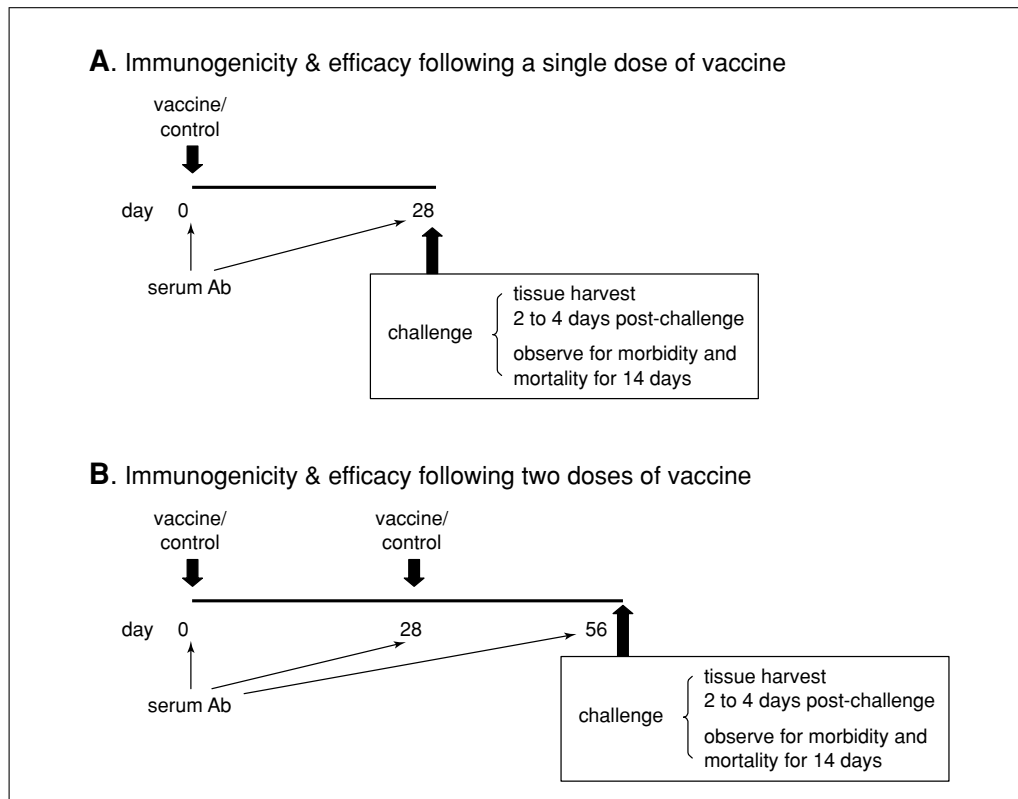 A. Immunogenicity & efficacy following a single dose of vaccine
vaccine/
control
day 0 28
serum Ab
challenge
tissue harvest
2 to 4 days post-challenge
observe for morbidity and
mortality for 14 days
B. Immunogenicity & efficacy following two doses of vaccine
vaccine/
control
vaccine/
control
day 0 28 56
serum Ab
challenge
tissue harvest
2 to 4 days post-challenge
observe for morbidity and
mortality for 14 days